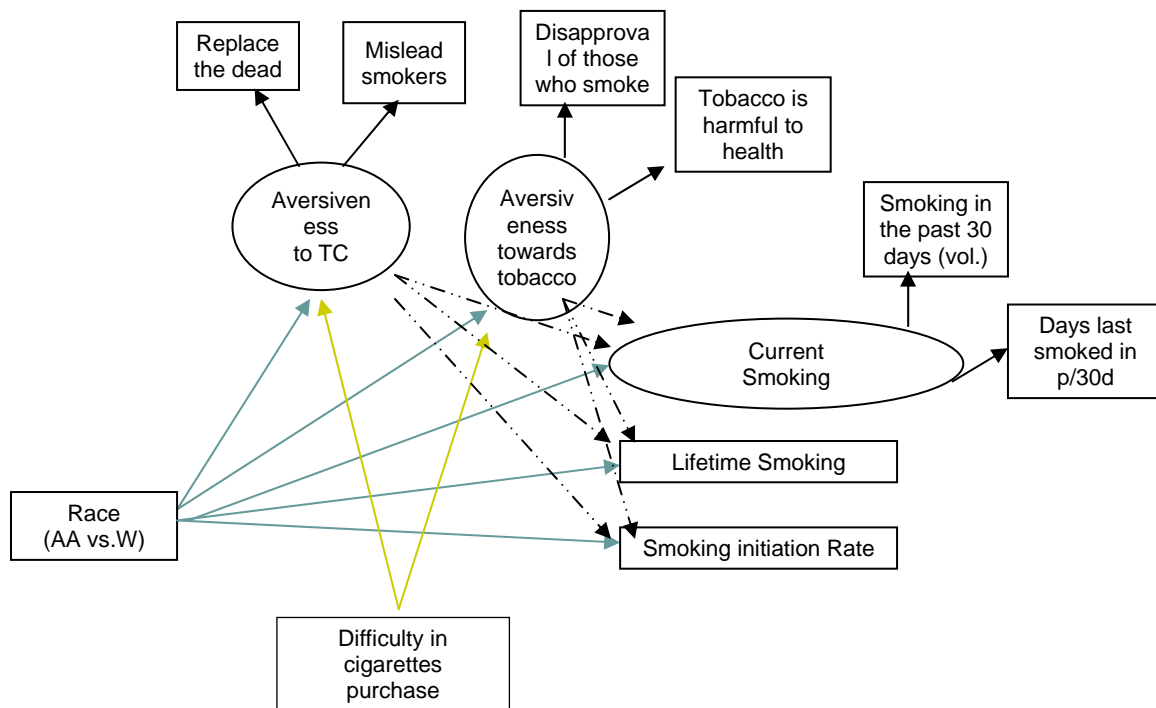 Replace
the dead
Mislead
smokers
Disapprova
l of those
who smoke
Tobacco is
harmful to
health
Aversiven
ess
to TC
Aversiv
eness
towards
tobacco
Smoking in
the past 30
days (vol.)
Current
Smoking
Days last
smoked in
p/30d
Lifetime Smoking
Race
(AA vs.W)
Smoking initiation Rate
Difficulty in
cigarettes
purchase